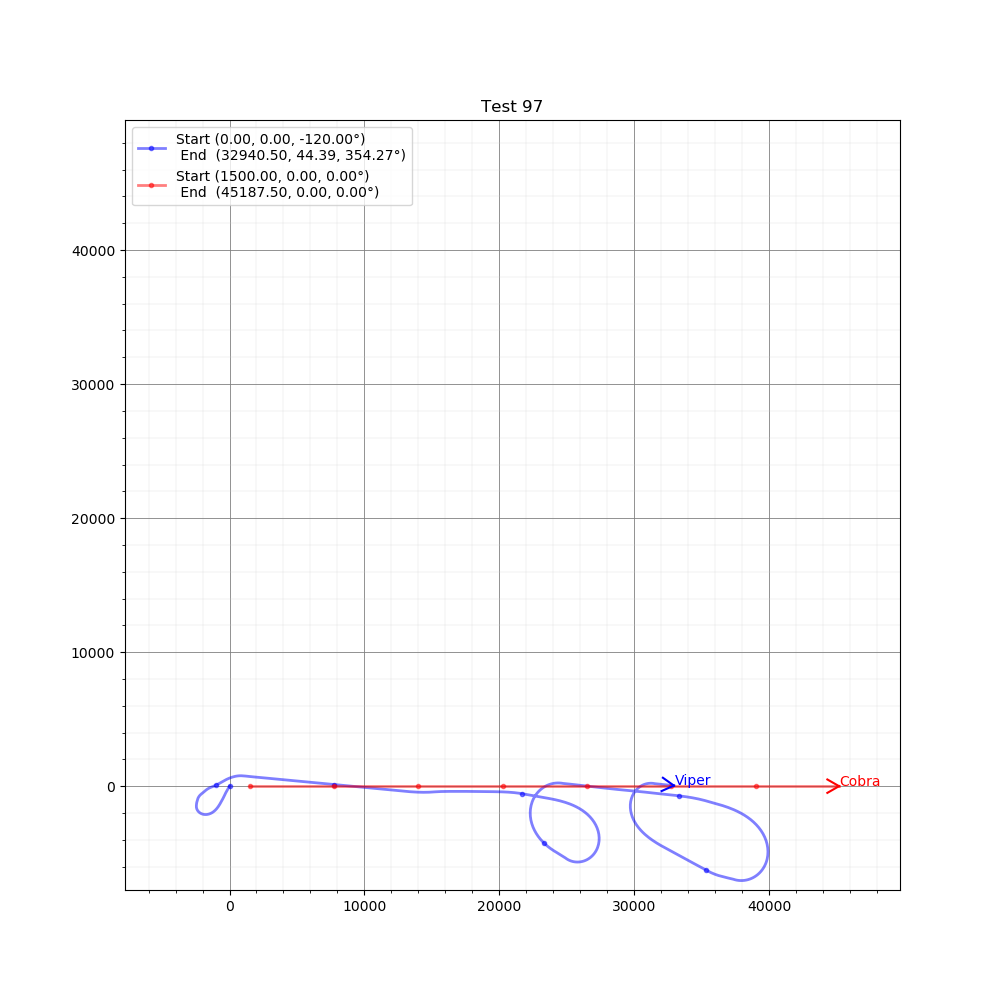 Test 97
Start (0.00, 0.00, -120.00°)
End  (32940.50, 44.39, 354.27°)
Start (1500.00, 0.00, 0.00°)
End  (45187.50, 0.00, 0.00°)
40000
30000
20000
10000
0
Viper
Cobra
0
10000
20000
30000
40000